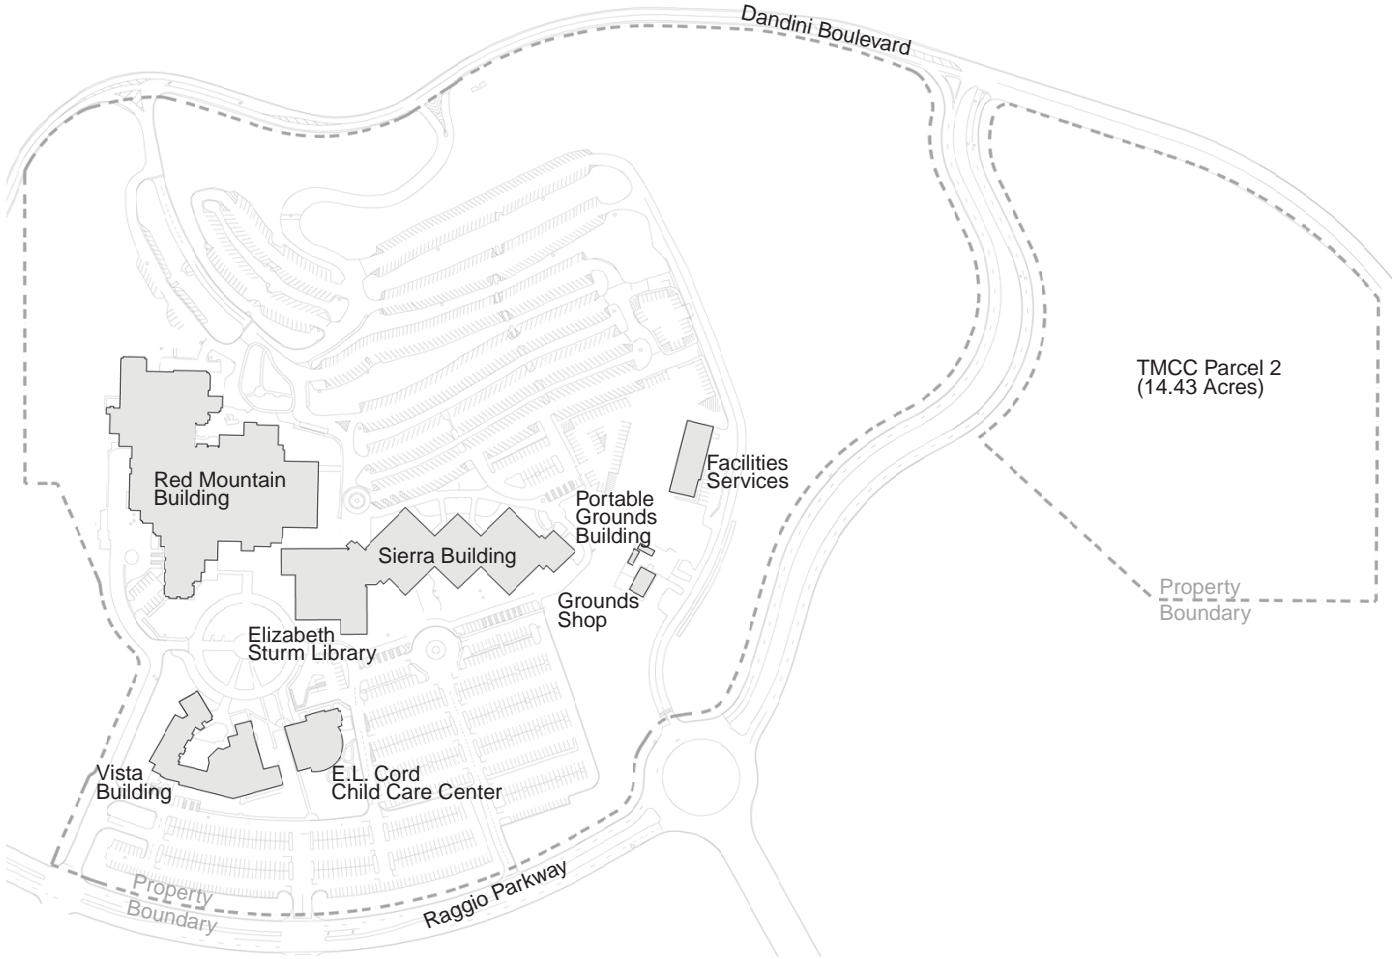 Dandini Boulevard
TMCC Parcel 2
(14.43 Acres)
Facilities
Services
Red Mountain
Building
Portable
Grounds
Building
Sierra Building
Property
Boundary
Grounds
Shop
Elizabeth
Sturm Library
Vista
Building
E.L. Cord
Child Care Center
Raggio Parkway
Property
Boundary